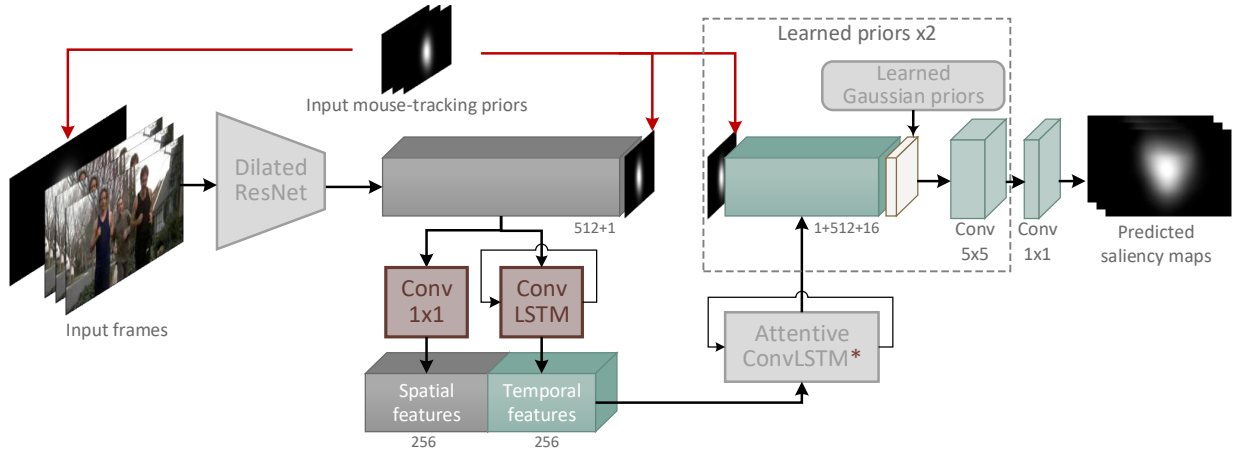 Learned priors x2
Input mouse-tracking priors
Learned
Gaussian priors
Dilated
ResNet
512+1
1+512+16
Conv
5x5
Conv
1x1
Predicted
saliency maps
Input frames
Conv
1x1
Conv
LSTM
Attentive
ConvLSTM*
Spatial
features
Temporal
features
256
256